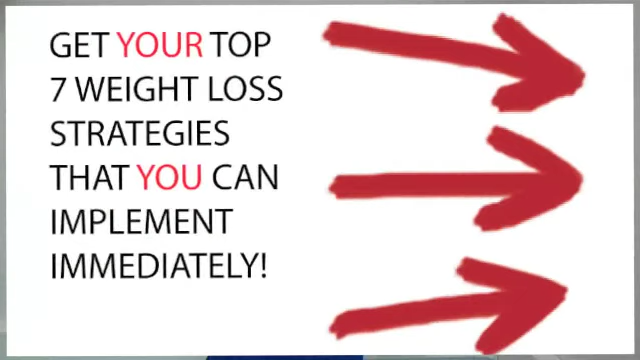 GET YOUR TOP
7 WEIGHT LOSS
STRATEGIES
THAT YOU CAN
IMPLEMENT
IMMEDIATELY!